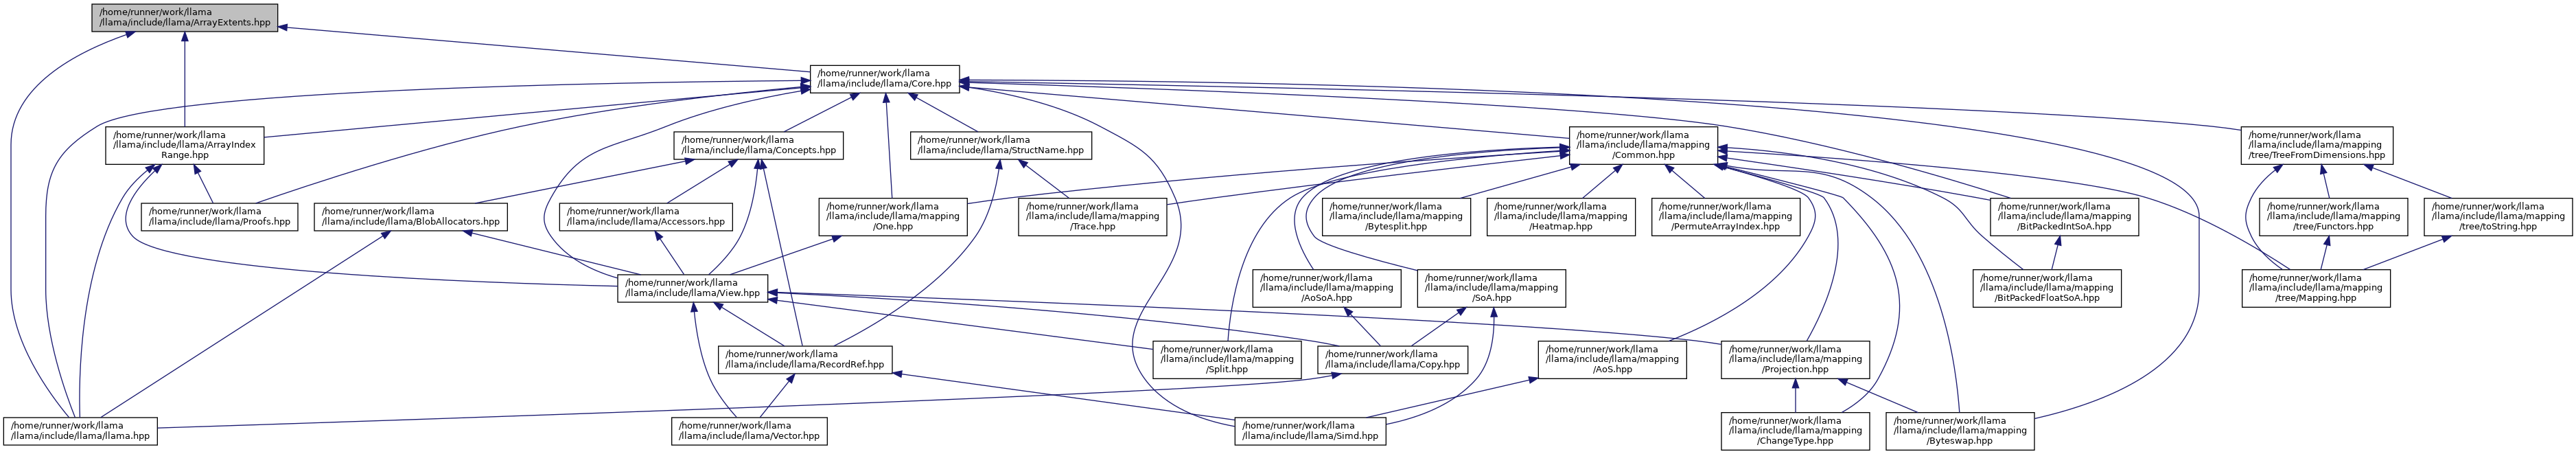 /home/runner/work/llama
/llama/include/llama/ArrayExtents.hpp
/home/runner/work/llama
/llama/include/llama/Core.hpp
/home/runner/work/llama
/llama/include/llama/ArrayIndex
Range.hpp
/home/runner/work/llama
/llama/include/llama/Concepts.hpp
/home/runner/work/llama
/llama/include/llama/StructName.hpp
/home/runner/work/llama
/llama/include/llama/mapping
/Common.hpp
/home/runner/work/llama
/llama/include/llama/mapping
/tree/TreeFromDimensions.hpp
/home/runner/work/llama
/llama/include/llama/Proofs.hpp
/home/runner/work/llama
/llama/include/llama/BlobAllocators.hpp
/home/runner/work/llama
/llama/include/llama/Accessors.hpp
/home/runner/work/llama
/llama/include/llama/mapping
/One.hpp
/home/runner/work/llama
/llama/include/llama/mapping
/Trace.hpp
/home/runner/work/llama
/llama/include/llama/mapping
/Bytesplit.hpp
/home/runner/work/llama
/llama/include/llama/mapping
/Heatmap.hpp
/home/runner/work/llama
/llama/include/llama/mapping
/PermuteArrayIndex.hpp
/home/runner/work/llama
/llama/include/llama/mapping
/BitPackedIntSoA.hpp
/home/runner/work/llama
/llama/include/llama/mapping
/tree/Functors.hpp
/home/runner/work/llama
/llama/include/llama/mapping
/tree/toString.hpp
/home/runner/work/llama
/llama/include/llama/View.hpp
/home/runner/work/llama
/llama/include/llama/mapping
/AoSoA.hpp
/home/runner/work/llama
/llama/include/llama/mapping
/SoA.hpp
/home/runner/work/llama
/llama/include/llama/mapping
/BitPackedFloatSoA.hpp
/home/runner/work/llama
/llama/include/llama/mapping
/tree/Mapping.hpp
/home/runner/work/llama
/llama/include/llama/RecordRef.hpp
/home/runner/work/llama
/llama/include/llama/mapping
/Split.hpp
/home/runner/work/llama
/llama/include/llama/Copy.hpp
/home/runner/work/llama
/llama/include/llama/mapping
/AoS.hpp
/home/runner/work/llama
/llama/include/llama/mapping
/Projection.hpp
/home/runner/work/llama
/llama/include/llama/llama.hpp
/home/runner/work/llama
/llama/include/llama/Vector.hpp
/home/runner/work/llama
/llama/include/llama/Simd.hpp
/home/runner/work/llama
/llama/include/llama/mapping
/ChangeType.hpp
/home/runner/work/llama
/llama/include/llama/mapping
/Byteswap.hpp